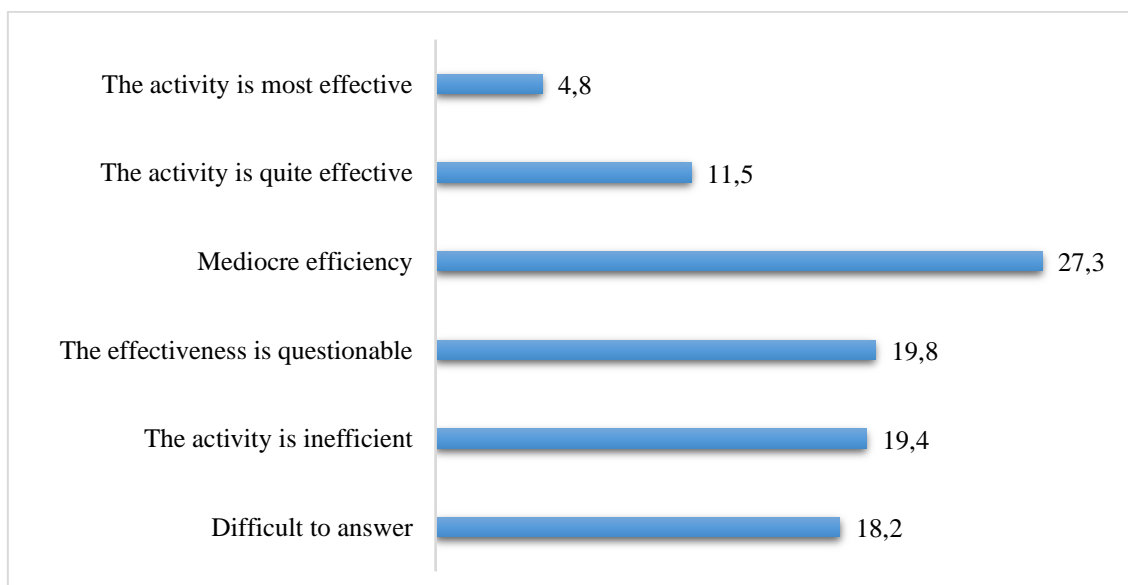 The activity is most effective 4,8
The activity is quite effective 11,5
Mediocre efficiency 27,3
The effectiveness is questionable 19,8
The activity is inefficient 19,4
Difficult to answer 18,2